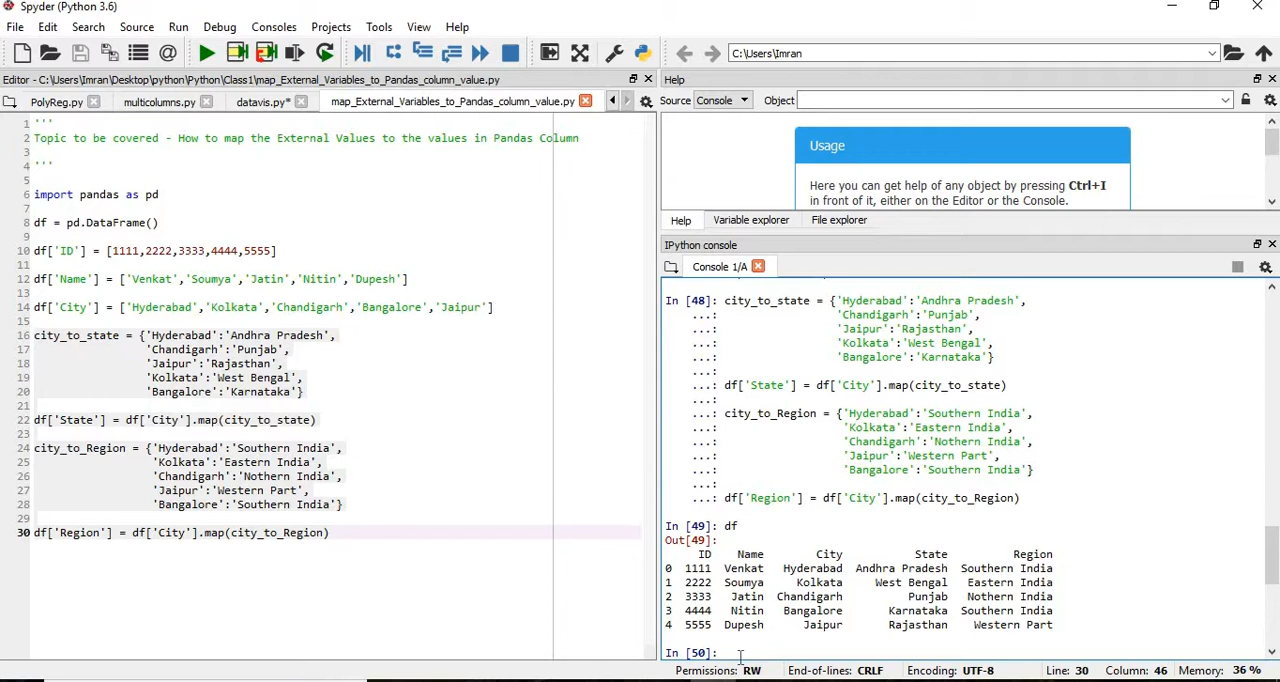 Spyder (Python 3.6)
File Edit Search Source Run Debug Consoles Projects Tools View Help
C:\Users\Imran
Editor - C:\Users\Imran\Desktop\python\Python\Class1\map_External_Variables_to_Pandas_column_value.py
PolyReg.py multicolumns.py datavis.py* map_External_Variables_to_Pandas_column_value.py
1 '''
2 Topic to be covered - How to map the External Values to the values in Pandas Column
3
4 '''
5
6 import pandas as pd
7
8 df = pd.DataFrame()
9
10 df['ID'] = [1111,2222,3333,4444,5555]
11
12 df['Name'] = ['Venkat','Soumya','Jatin','Nitin','Dupesh']
13
14 df['City'] = ['Hyderabad','Kolkata','Chandigarh','Bangalore','Jaipur']
15
16 city_to_state = {'Hyderabad':'Andhra Pradesh',
17 'Chandigarh':'Punjab',
18 'Jaipur':'Rajasthan',
19 'Kolkata':'West Bengal',
20 'Bangalore':'Karnataka'}
21
22 df['State'] = df['City'].map(city_to_state)
23
24 city_to_Region = {'Hyderabad':'Southern India',
25 'Kolkata':'Eastern India',
26 'Chandigarh':'Nothern India',
27 'Jaipur':'Western Part',
28 'Bangalore':'Southern India'}
29
30 df['Region'] = df['City'].map(city_to_Region)
Help
Source Console Object
Usage
Here you can get help of any object by pressing Ctrl+I
in front of it, either on the Editor or the Console.
Help Variable explorer File explorer
IPython console
Console 1/A
In [48]: city_to_state = {'Hyderabad':'Andhra Pradesh',
...: 'Chandigarh':'Punjab',
...: 'Jaipur':'Rajasthan',
...: 'Kolkata':'West Bengal',
...: 'Bangalore':'Karnataka'}
...:
...: df['State'] = df['City'].map(city_to_state)
...:
...: city_to_Region = {'Hyderabad':'Southern India',
...: 'Kolkata':'Eastern India',
...: 'Chandigarh':'Nothern India',
...: 'Jaipur':'Western Part',
...: 'Bangalore':'Southern India'}
...:
...: df['Region'] = df['City'].map(city_to_Region)
In [49]: df
Out[49]:
ID Name City State Region
0 1111 Venkat Hyderabad Andhra Pradesh Southern India
1 2222 Soumya Kolkata West Bengal Eastern India
2 3333 Jatin Chandigarh Punjab Nothern India
3 4444 Nitin Bangalore Karnataka Southern India
4 5555 Dupesh Jaipur Rajasthan Western Part
In [50]:
Permissions: RW End-of-lines: CRLF Encoding: UTF-8 Line: 30 Column: 46 Memory: 36 %